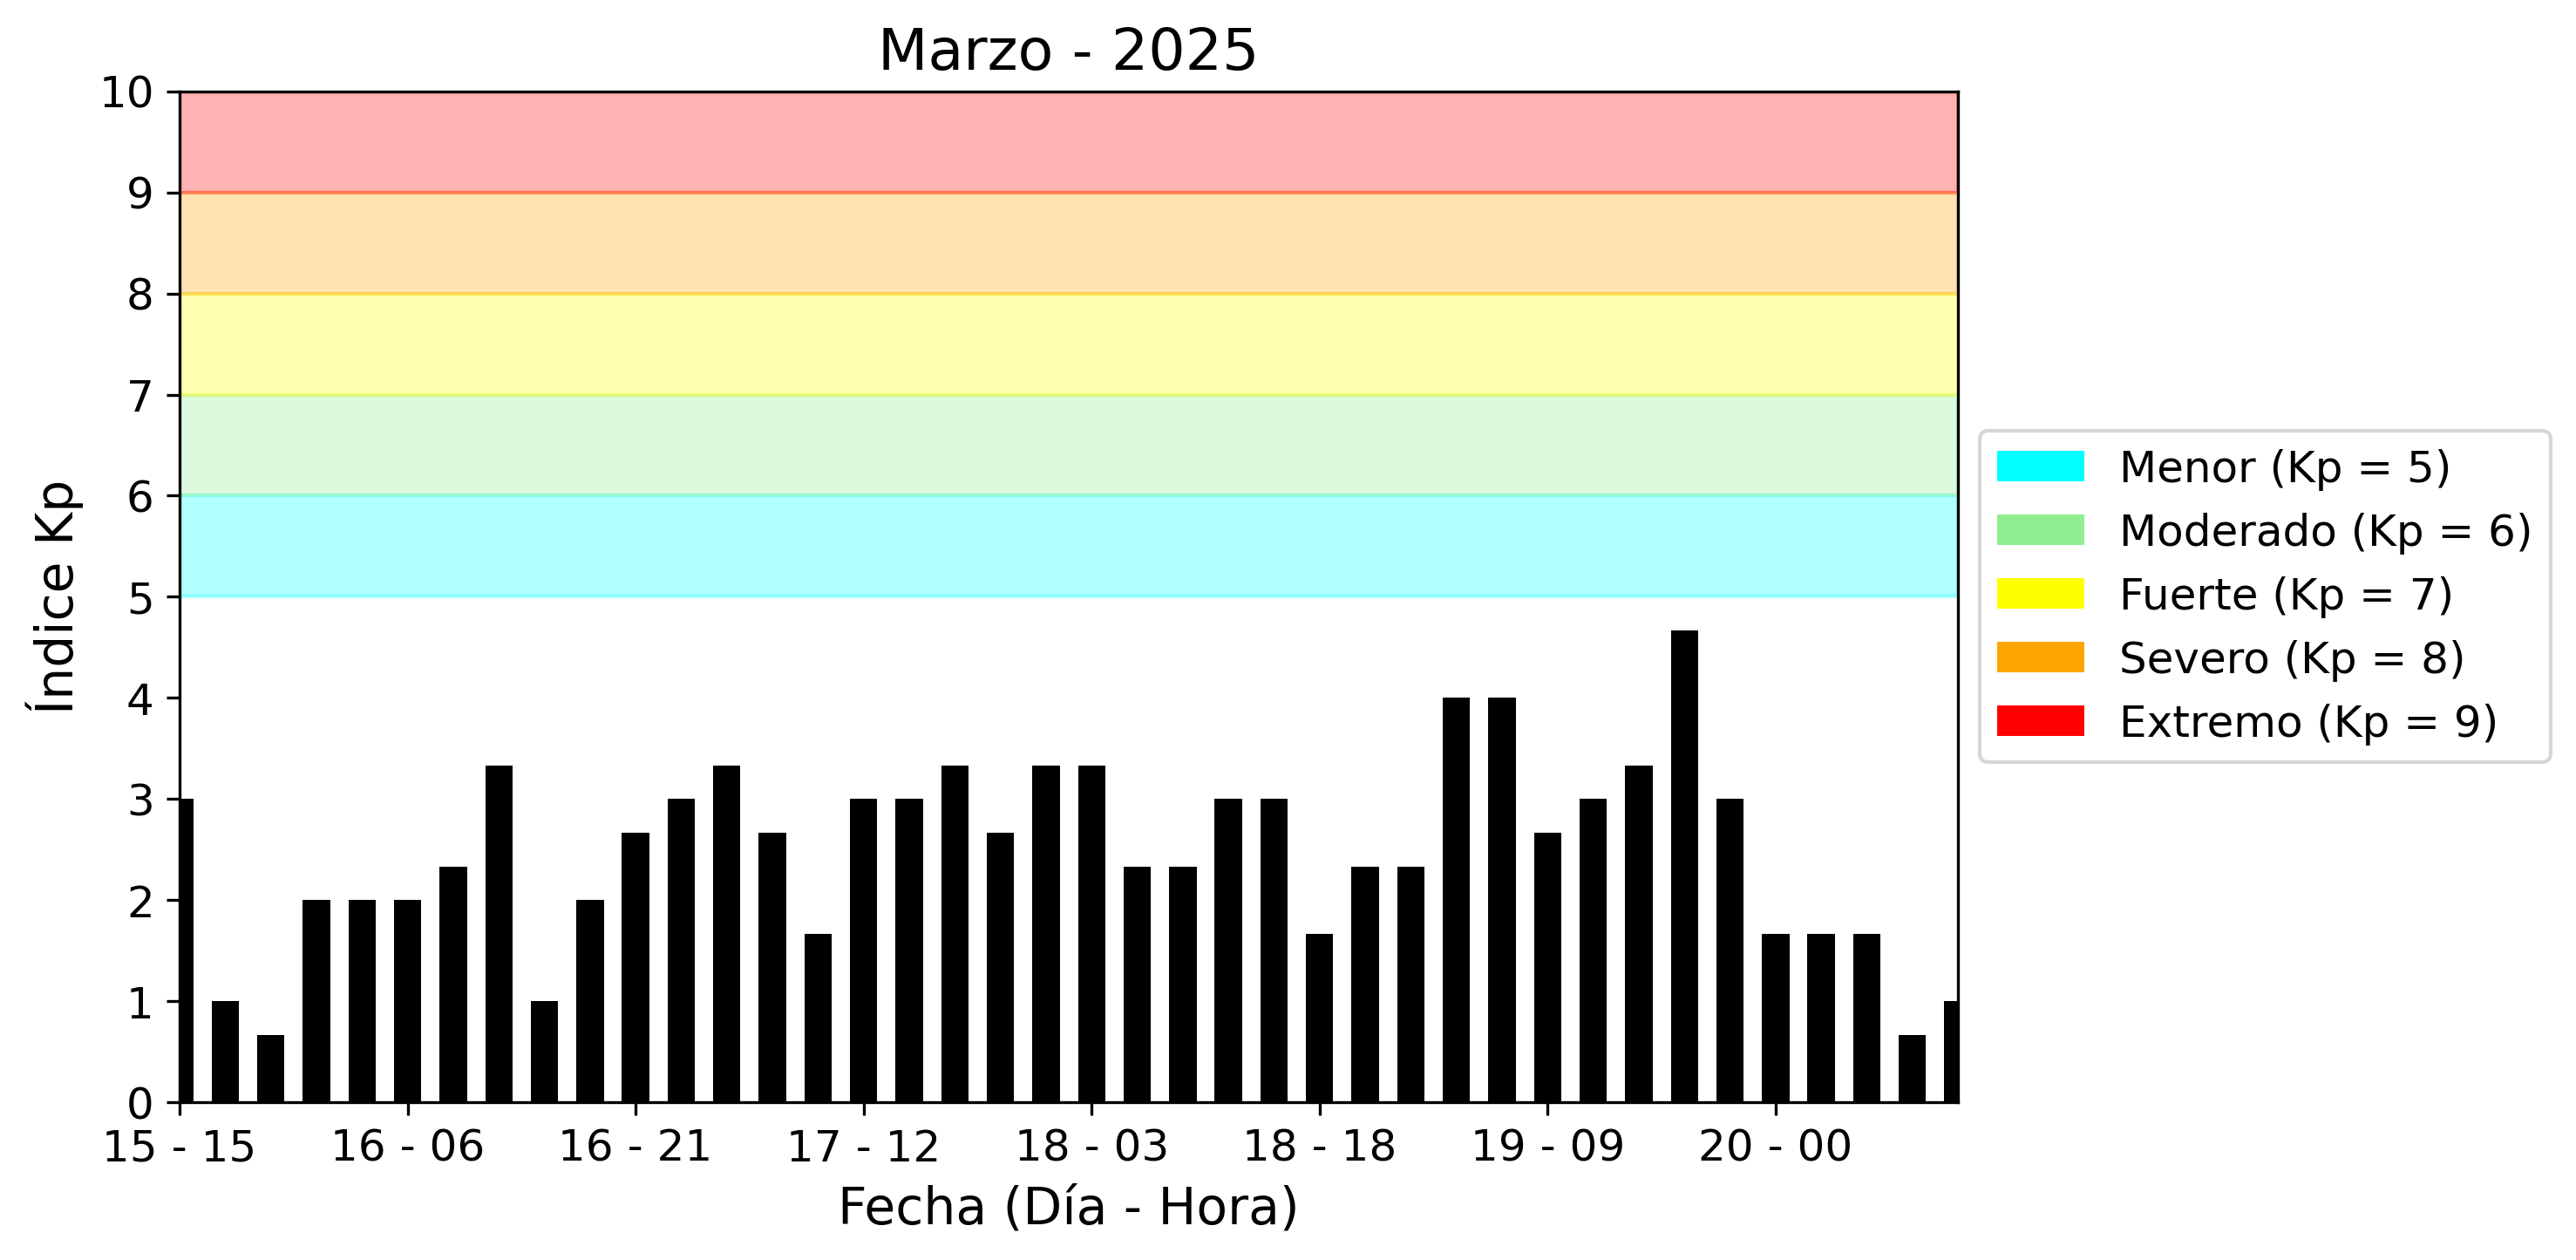 Marzo - 2025
10
9
8
7
6
5
4
3
2
1
0
Índice Kp
15 - 15 16 - 06 16 - 21 17 - 12 18 - 03 18 - 18 19 - 09 20 - 00
Fecha (Día - Hora)
Menor (Kp = 5)
Moderado (Kp = 6)
Fuerte (Kp = 7)
Severo (Kp = 8)
Extremo (Kp = 9)